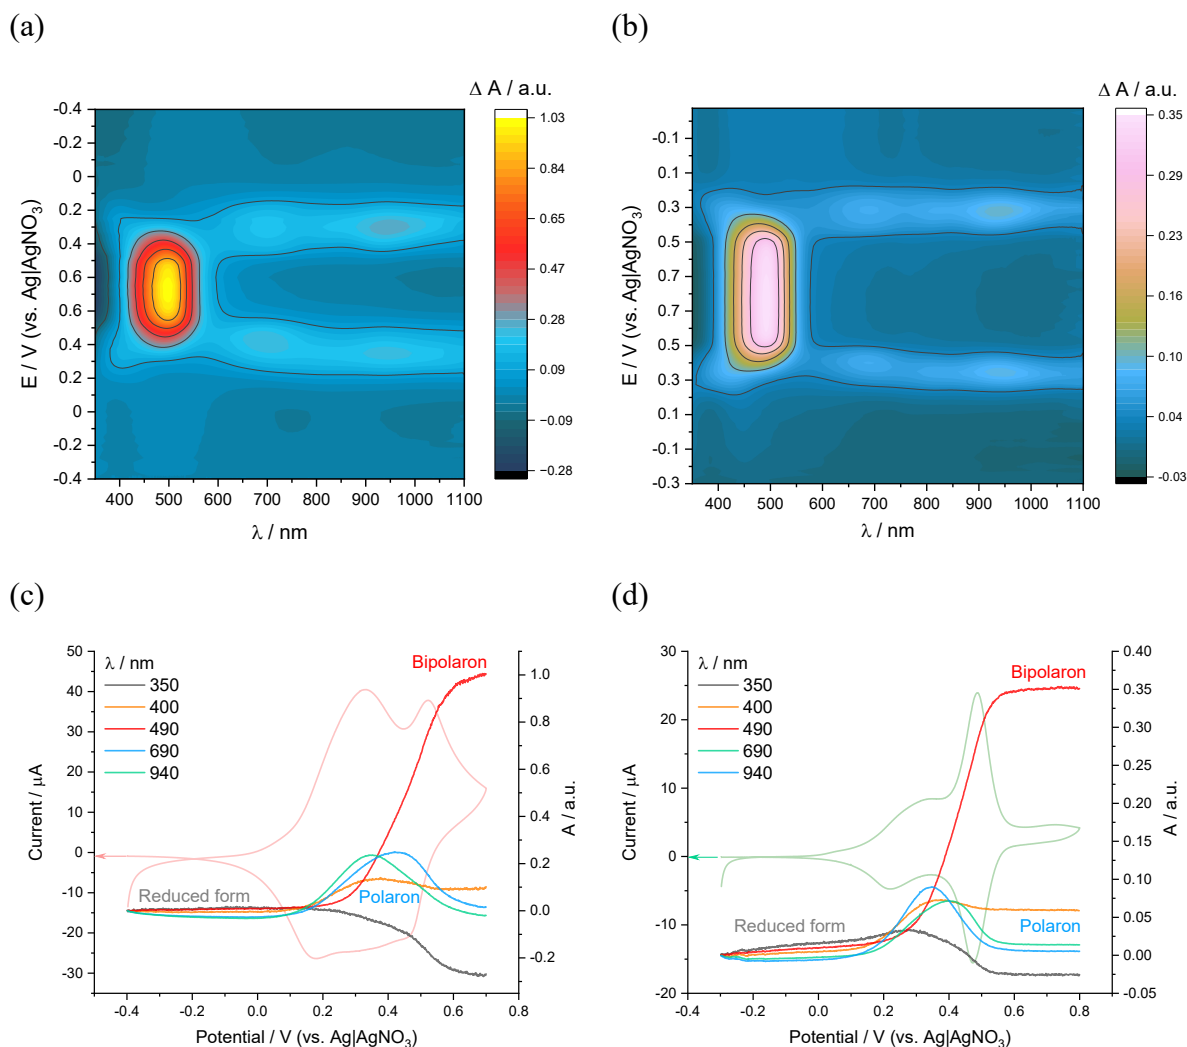 (a)
(b)
Δ A / a.u.
1.03
0.84
0.65
0.47
0.28
−0.09
−0.28
E / V (vs. Ag|AgNO3)
-0.4
-0.2
0
0.2
0.4
0.6
0.6
0.4
0.2
0
-0.2
-0.4
400 500 600 700 800 900 1000 1100
λ / nm
Δ A / a.u.
0.35
0.29
0.23
0.16
0.10
0.04
−0.03
E / V (vs. Ag|AgNO3)
-0.1
0.1
0.3
0.5
0.7
0.7
0.5
0.3
0.1
-0.1
-0.3
400 500 600 700 800 900 1000 1100
λ / nm
(c)
(d)
λ / nm
350
400
490
690
940
Bipolaron
Reduced form
Polaron
Current / μA
50
40
30
20
10
0
-10
-20
-30
A / a.u.
1.0
0.8
0.6
0.4
0.2
0.0
-0.2
-0.4 -0.2 0.0 0.2 0.4 0.6 0.8
Potential / V (vs. Ag|AgNO3)
λ / nm
350
400
490
690
940
Bipolaron
Reduced form
Polaron
Current / μA
30
20
10
0
-10
-20
A / a.u.
0.40
0.35
0.30
0.25
0.20
0.15
0.10
0.05
0.00
-0.05
-0.4 -0.2 0.0 0.2 0.4 0.6 0.8
Potential / V (vs. Ag|AgNO3)